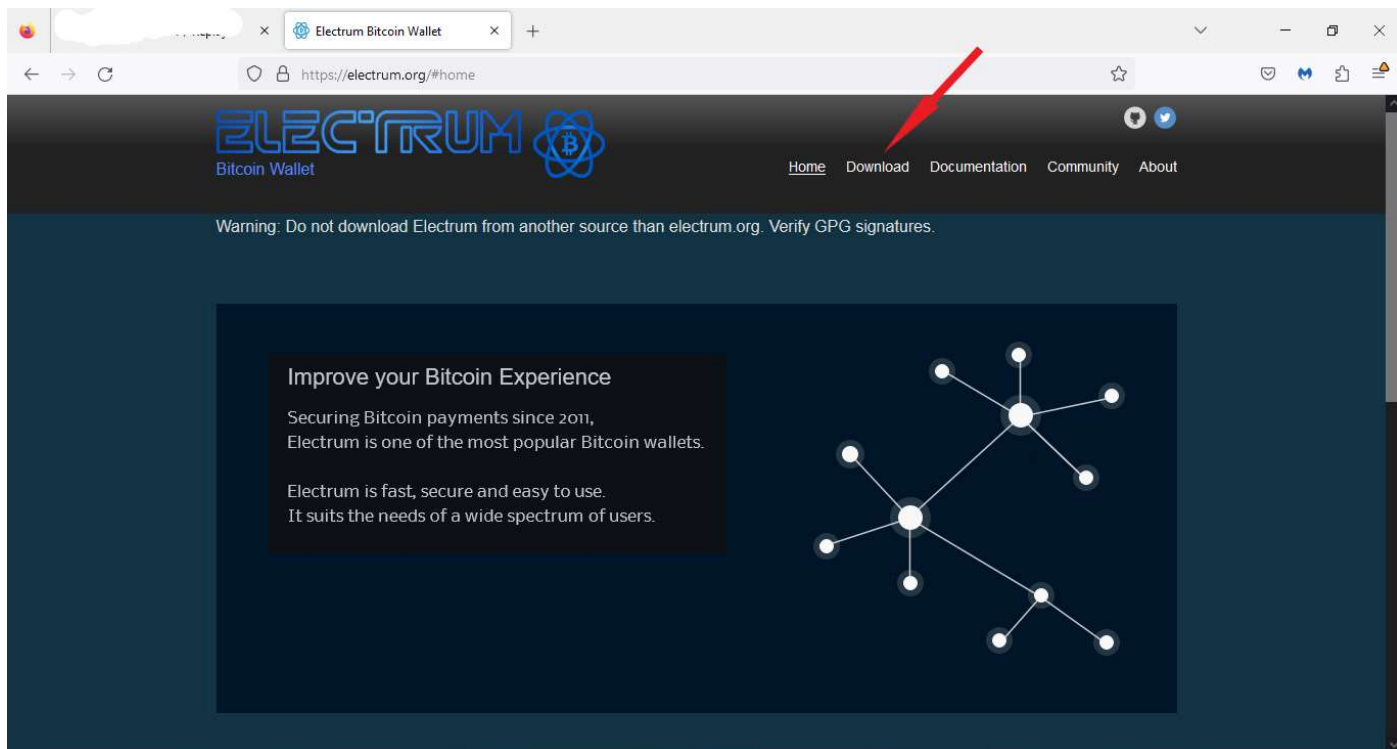 Electrum Bitcoin Wallet
https://electrum.org/#home
ELECTRUM
Bitcoin Wallet
Home Download Documentation Community About
Warning: Do not download Electrum from another source than electrum.org. Verify GPG signatures.
Improve your Bitcoin Experience
Securing Bitcoin payments since 2011,
Electrum is one of the most popular Bitcoin wallets.
Electrum is fast, secure and easy to use.
It suits the needs of a wide spectrum of users.